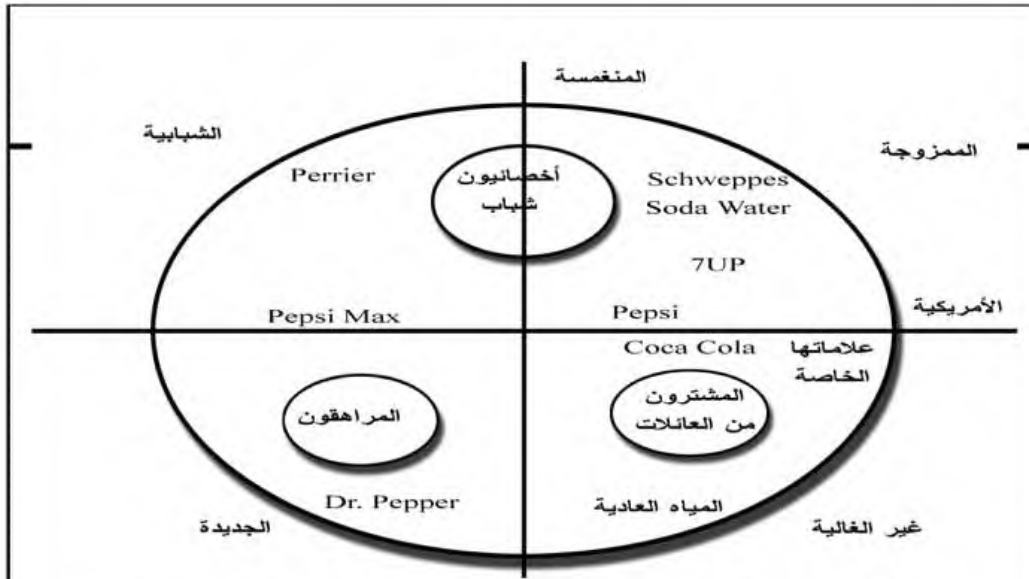 المنغمسة
الشبابية
الممزوجة
Perrier
أخصائيون
شباب
Schweppes
Soda Water
7UP
الأمريكية
Pepsi Max
Pepsi
Coca Cola
علاماتها
الخاصة
المراهقون
المشترون
من العائلات
Dr. Pepper
المياه العادية
الجديدة
غير الغالية